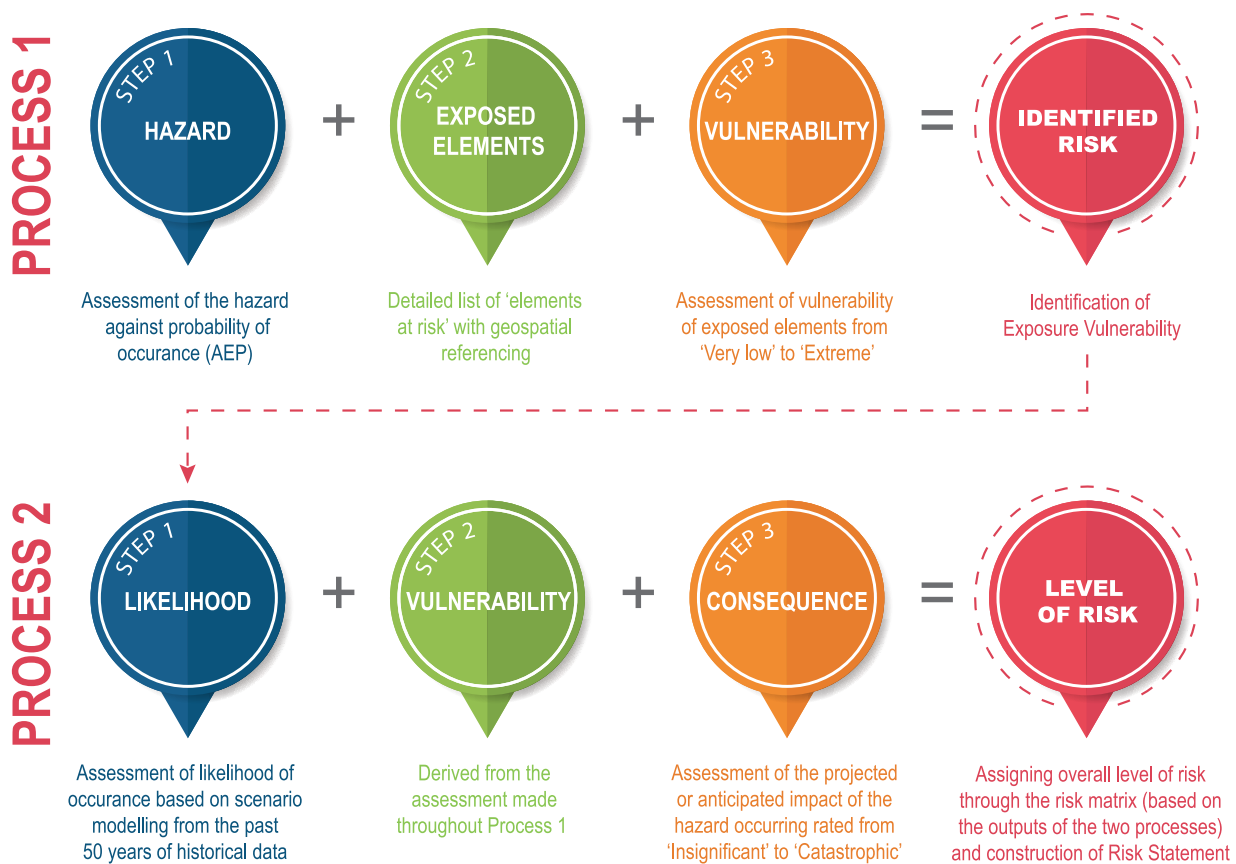 PROCESS 1
STEP 1
HAZARD
+
STEP 2
EXPOSED
ELEMENTS
+
STEP 3
VULNERABILITY
=
IDENTIFIED
RISK
Assessment of the hazard
against probability of
occurance (AEP)
Detailed list of ‘elements
at risk’ with geospatial
referencing
Assessment of vulnerability
of exposed elements from
‘Very low’ to ‘Extreme’
Identification of
Exposure Vulnerability
PROCESS 2
STEP 1
LIKELIHOOD
+
STEP 2
VULNERABILITY
+
STEP 3
CONSEQUENCE
=
LEVEL
OF RISK
Assessment of likelihood of
occurance based on scenario
modelling from the past
50 years of historical data
Derived from the
assessment made
throughout Process 1
Assessment of the projected
or anticipated impact of the
hazard occurring rated from
‘Insignificant’ to ‘Catastrophic’
Assigning overall level of risk
through the risk matrix (based on
the outputs of the two processes)
and construction of Risk Statement